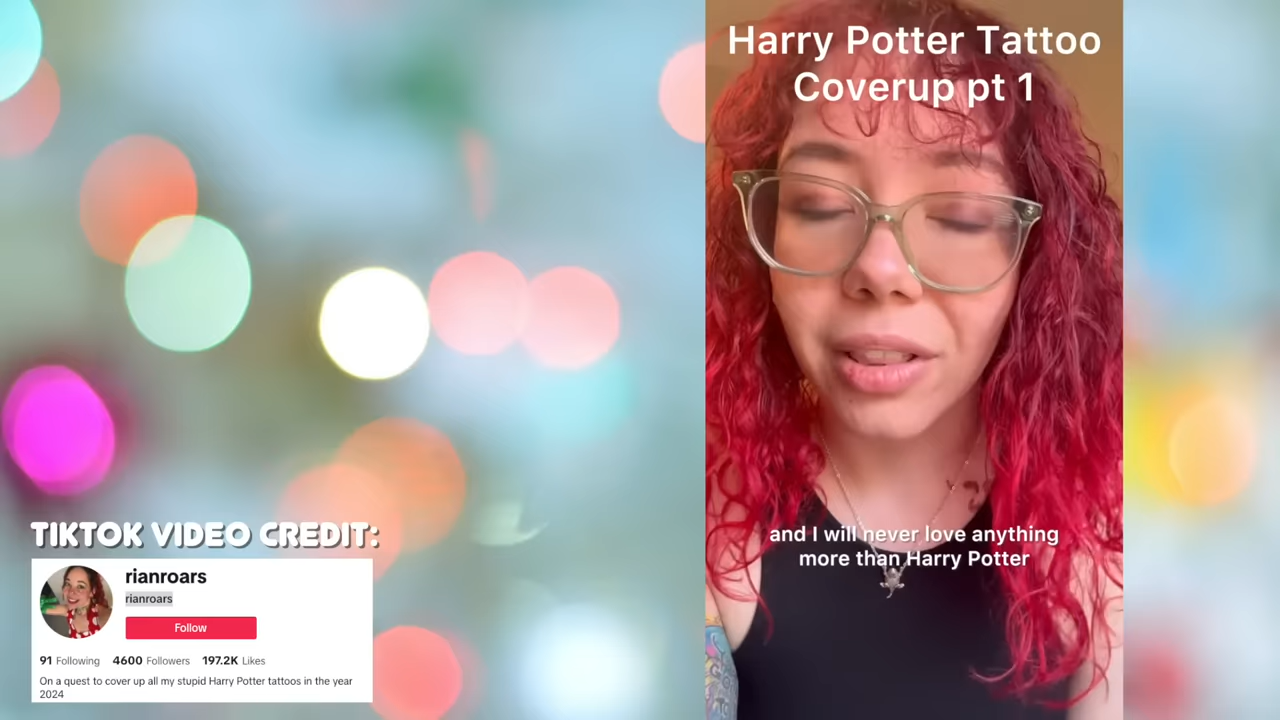 Harry Potter Tattoo
Coverup pt 1
and I will never love anything
more than Harry Potter
TIKTOK VIDEO CREDIT:
rianroars
rianroars
Follow
91 Following 4600 Followers 197.2K Likes
On a quest to cover up all my stupid Harry Potter tattoos in the year
2024